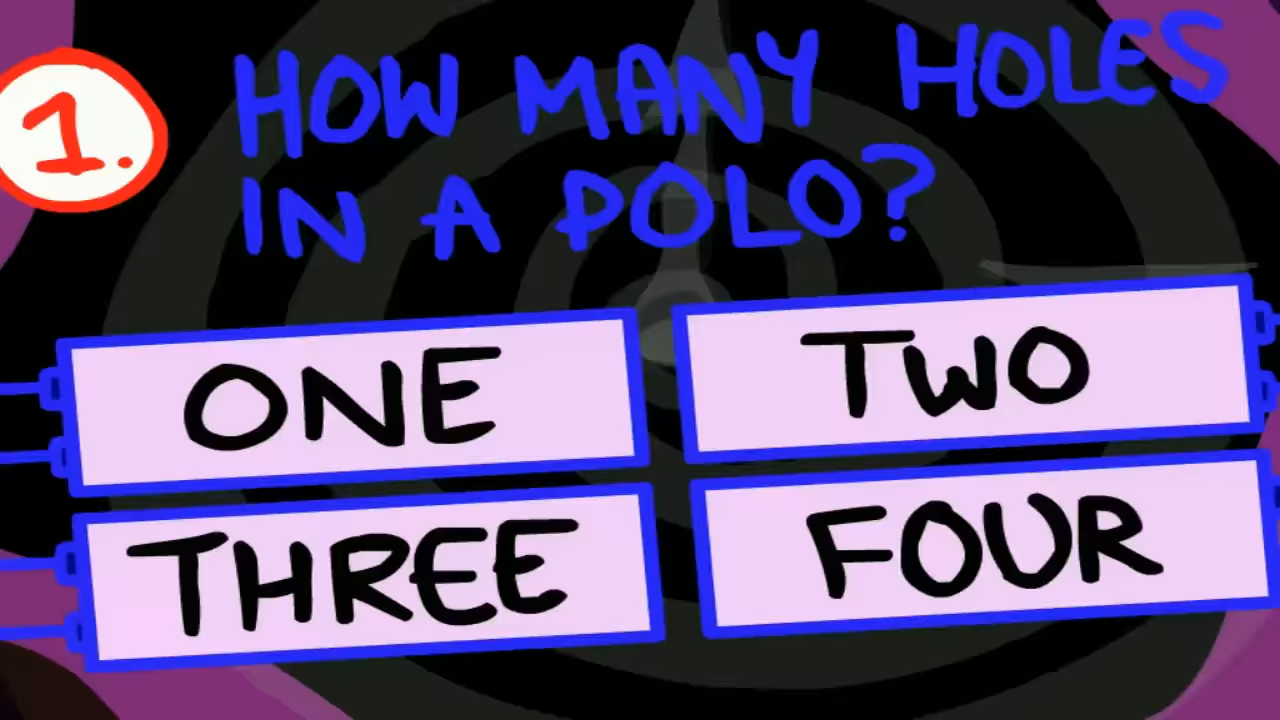 1.
HOW MANY HOLES
IN A POLO?
ONE
TWO
THREE
FOUR